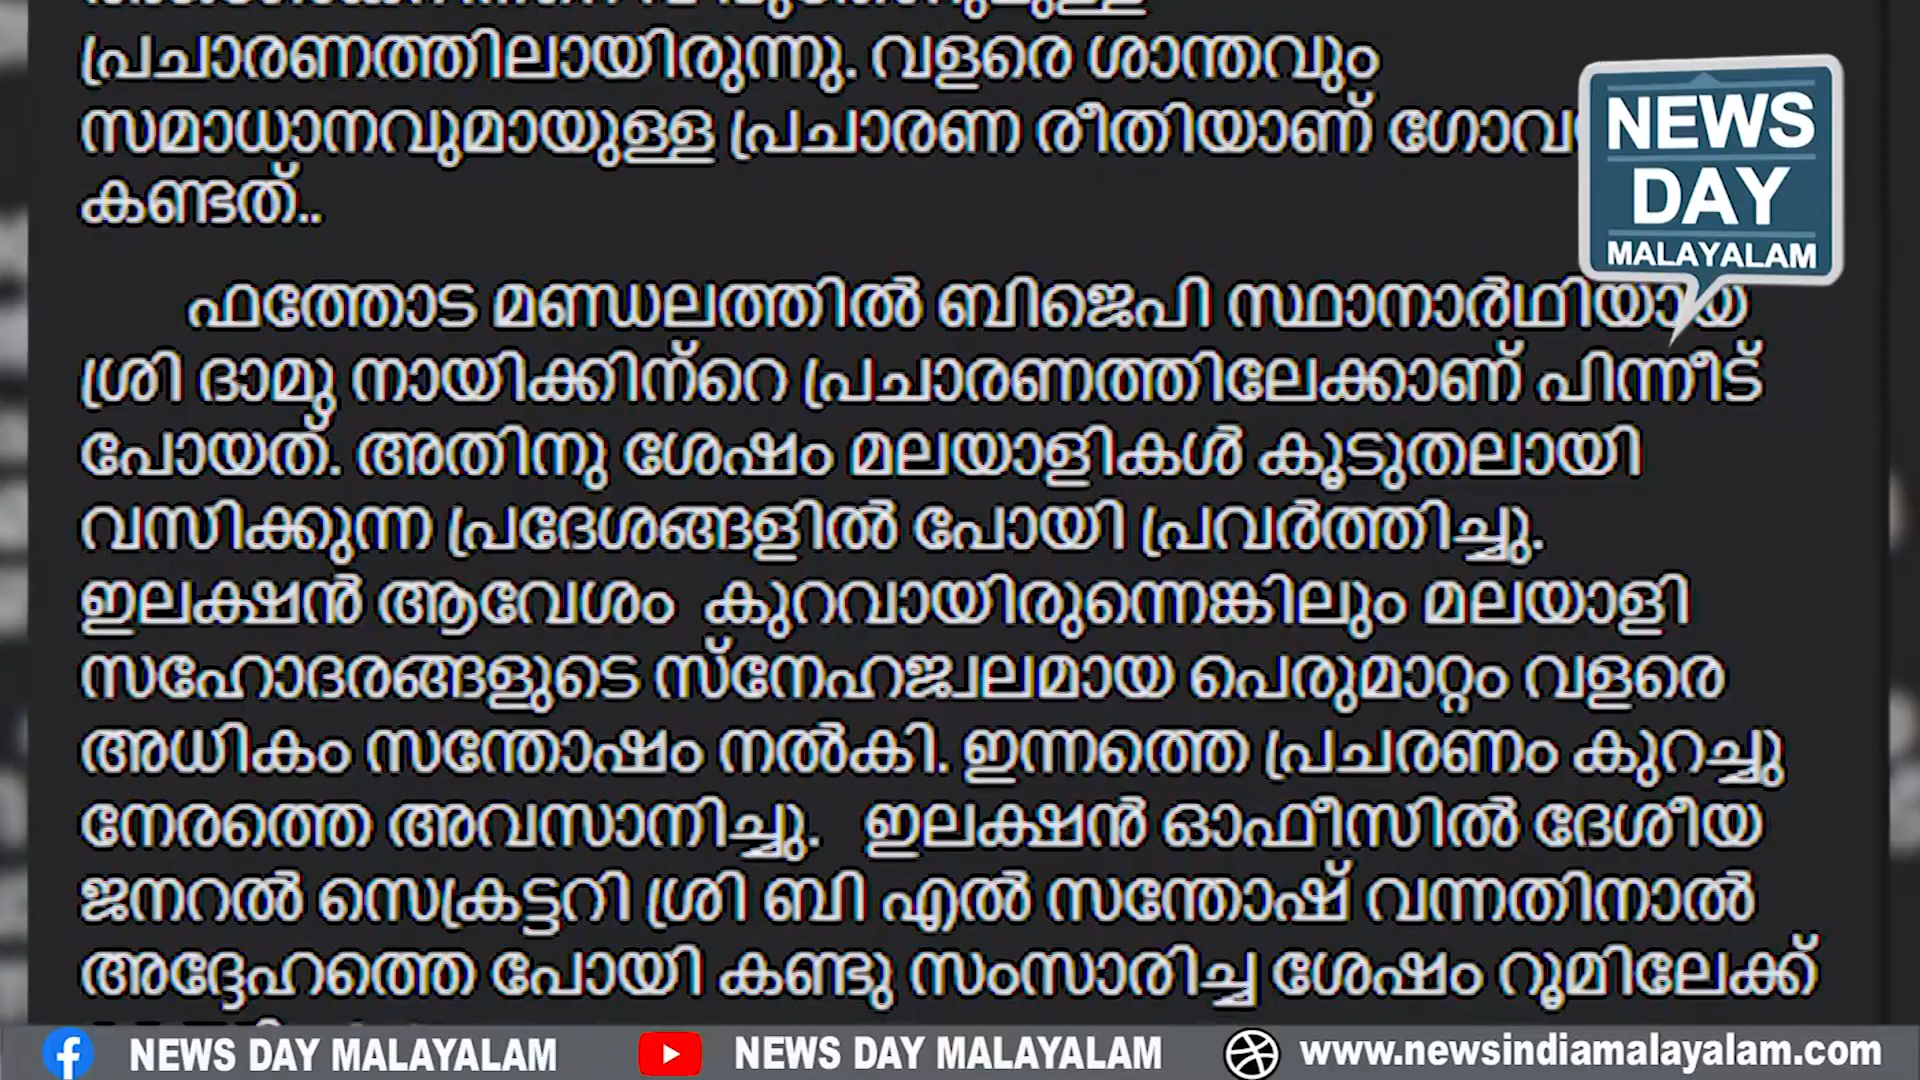 പ്രചാരണത്തിലായിരുന്നു. വളരെ ശാന്തവും
സമാധാനവുമായുള്ള പ്രചാരണ രീതിയാണ്
കണ്ടത്..
ഫത്തോട മണ്ഡലത്തിൽ ബിജെപി സ്ഥാനാർഥിയായ
ശ്രി ദാമു നായിക്കിന്റെ പ്രചാരണത്തിലേക്കാണ് പിന്നീട്
പോയത്. അതിനു ശേഷം മലയാളികൾ കൂടുതലായി
വസിക്കുന്ന പ്രദേശങ്ങളിൽ പോയി പ്രവർത്തിച്ചു.
ഇലക്ഷൻ ആവേശം കുറവായിരുന്നെങ്കിലും മലയാളി
സഹോദരങ്ങളുടെ സ്നേഹജ്വലമായ പെരുമാറ്റം വളരെ
അധികം സന്തോഷം നൽകി. ഇന്നത്തെ പ്രചരണം കുറച്ചു
നേരത്തെ അവസാനിച്ചു. ഇലക്ഷൻ ഓഫീസിൽ ദേശീയ
ജനറൽ സെക്രട്ടറി ശ്രി ബി എൽ സന്തോഷ് വന്നതിനാൽ
അദ്ദേഹത്തെ പോയി കണ്ടു സംസാരിച്ച ശേഷം റൂമിലേക്ക്
NEWS
DAY
MALAYALAM
NEWS DAY MALAYALAM
NEWS DAY MALAYALAM
www.newsindiamalayalam.com